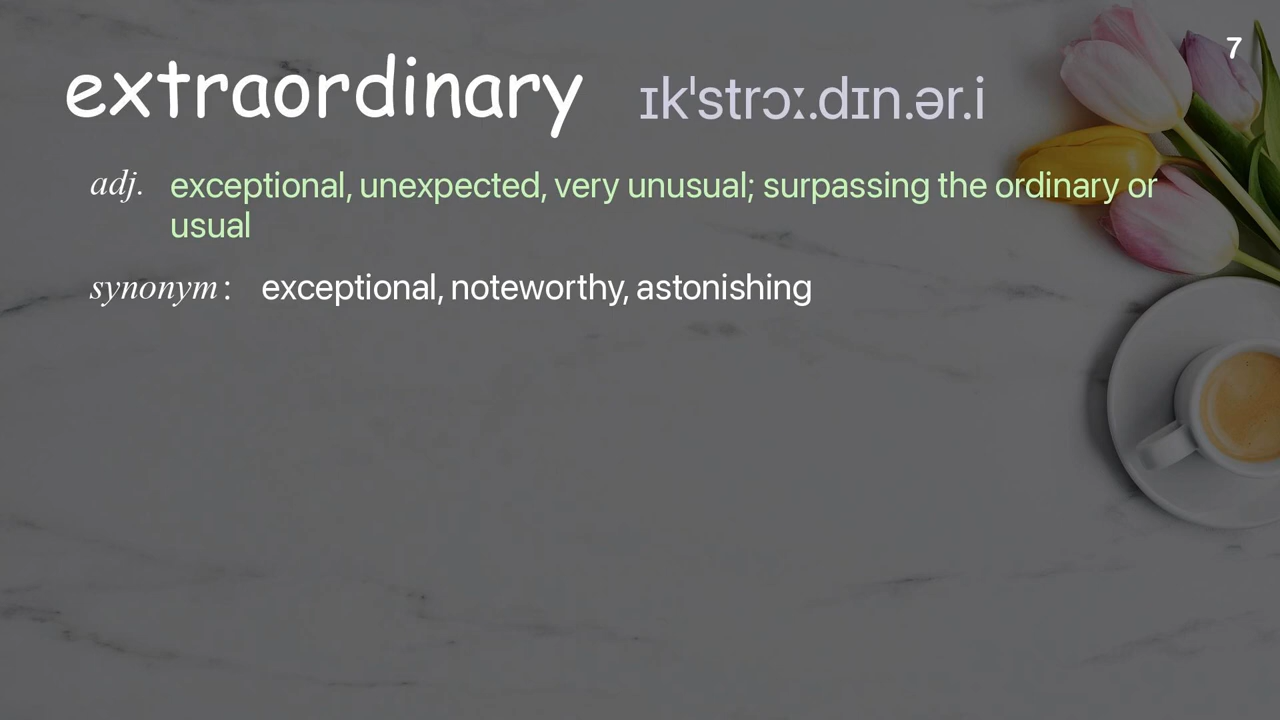 7
extraordinary ɪkˈstrɔː.dɪn.ər.i
adj. exceptional, unexpected, very unusual; surpassing the ordinary or
usual
synonym : exceptional, noteworthy, astonishing